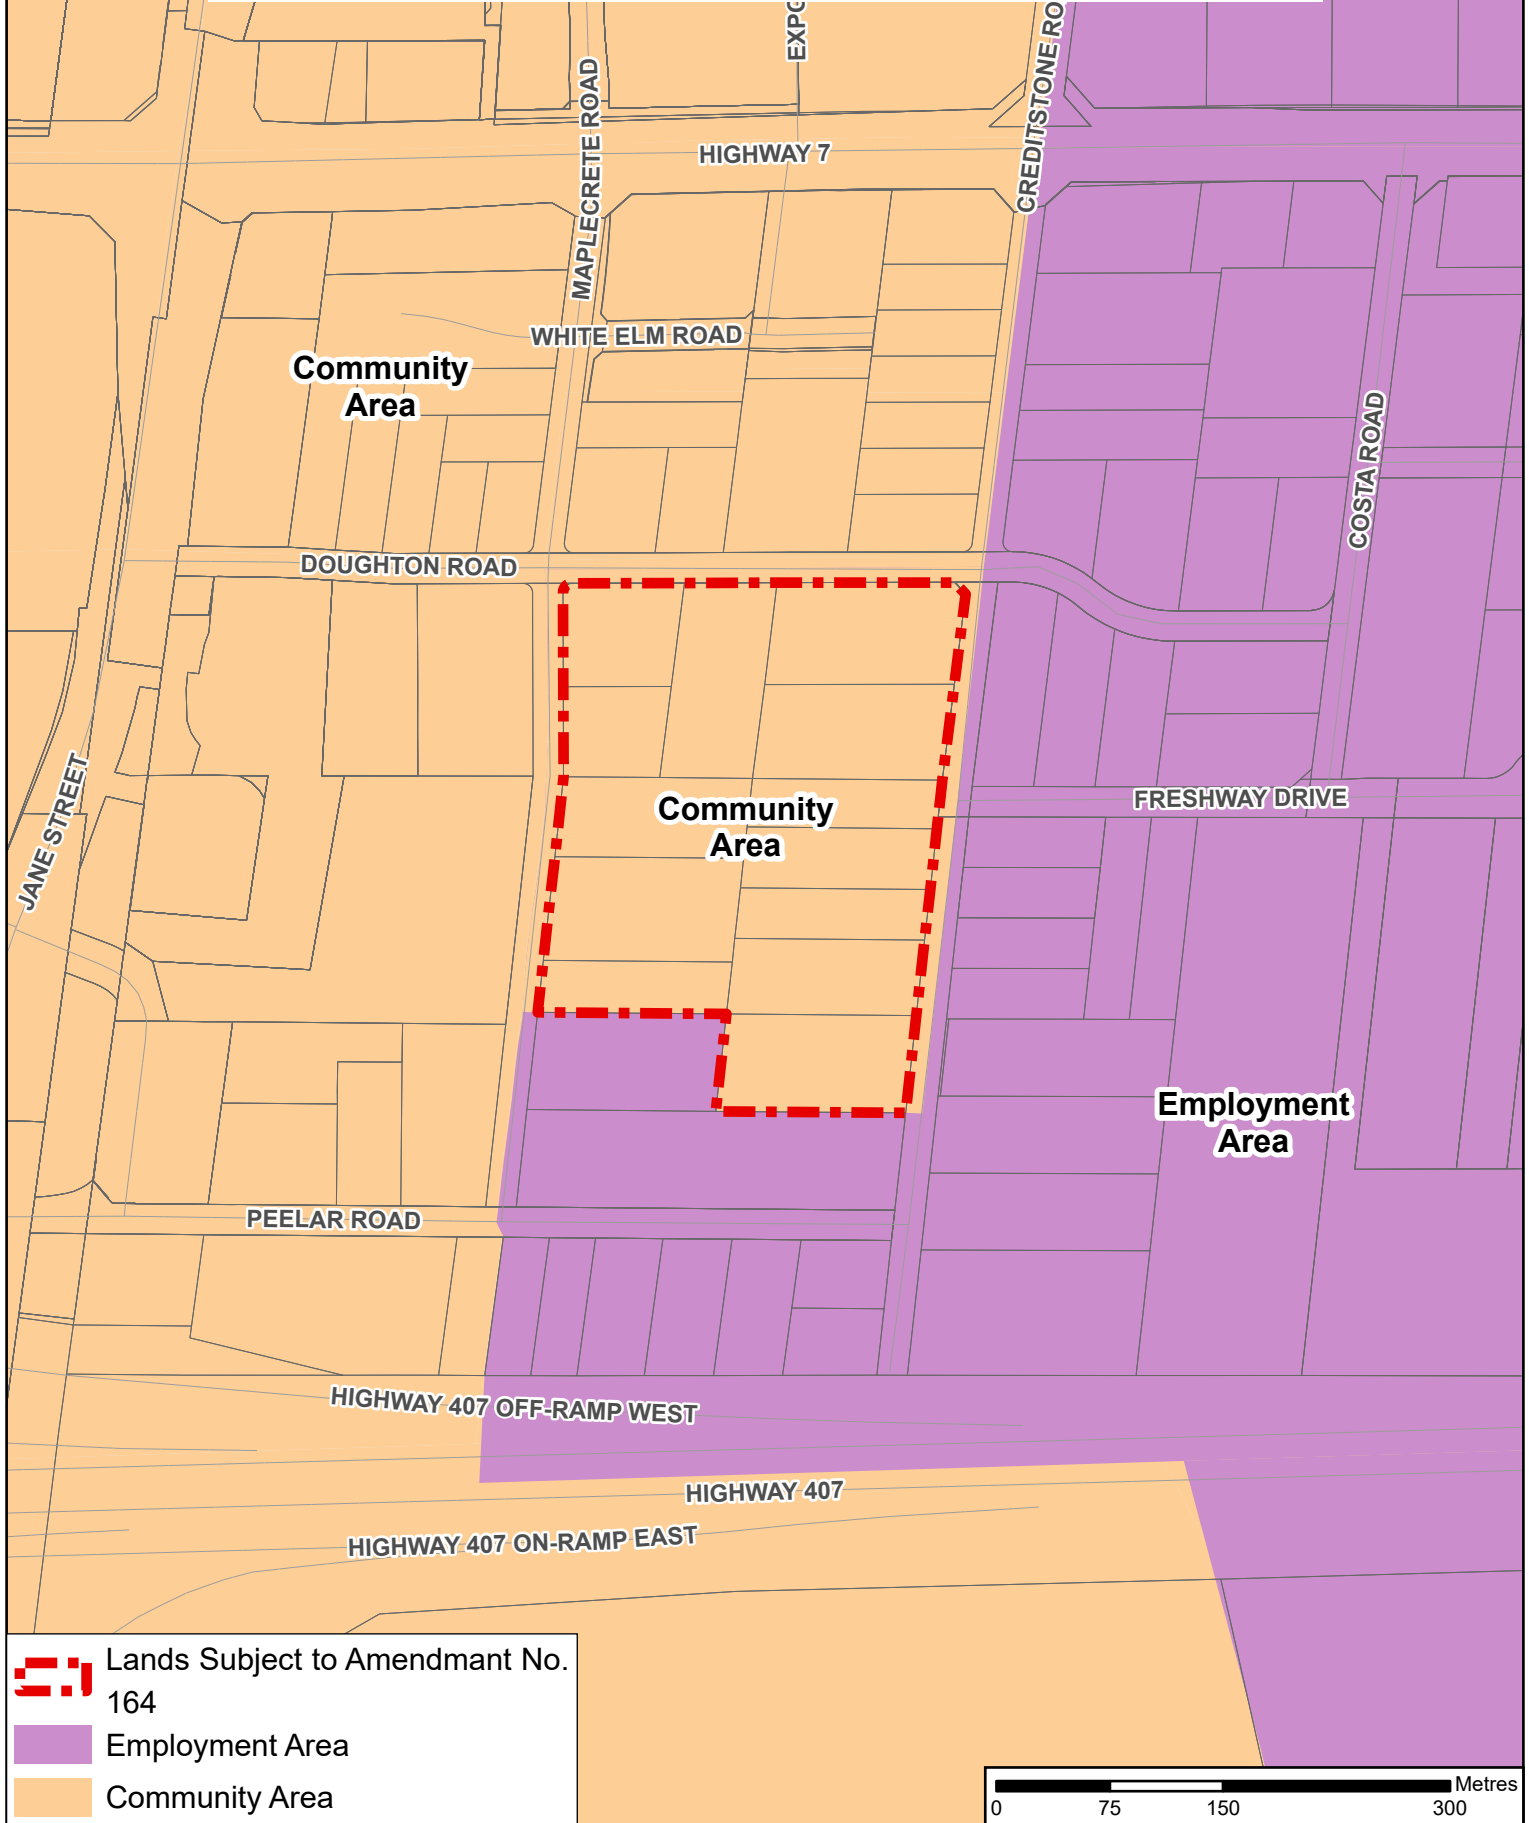 EXPO
CREDITSTONE RO
MAPLECRETE ROAD
HIGHWAY 7
WHITE ELM ROAD
Community
Area
COSTA ROAD
DOUGHTON ROAD
JANE STREET
Community
Area
FRESHWAY DRIVE
Employment
Area
PEELAR ROAD
HIGHWAY 407 OFF-RAMP WEST
HIGHWAY 407
HIGHWAY 407 ON-RAMP EAST
Lands Subject to Amendmant No.
164
Employment Area
Community Area
Metres
0 75 150 300